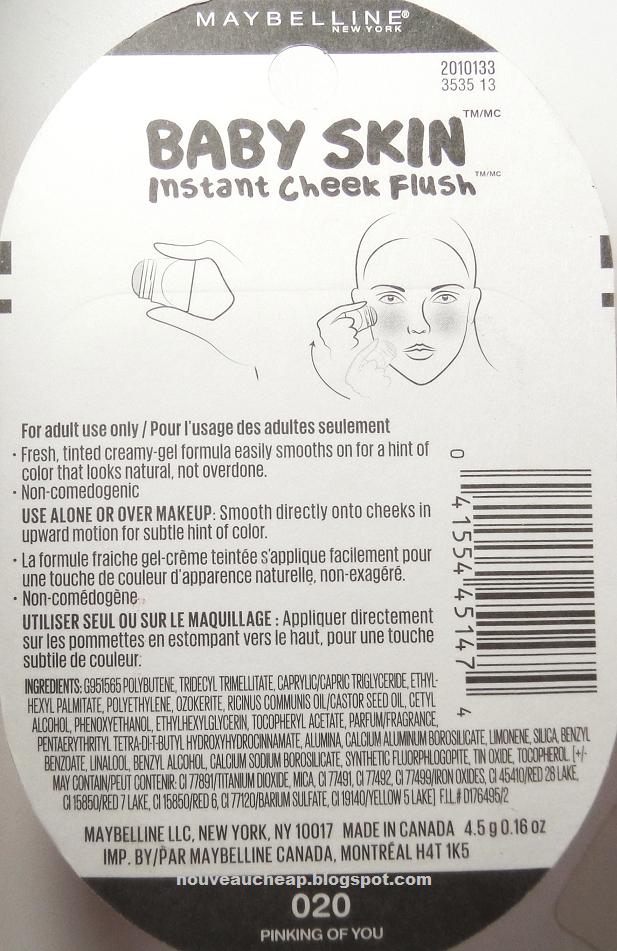 MAYBELLINE®
NEW YORK
2010133
3535 13
BABY SKIN TM/MC
Instant Cheek Flush TM/MC
For adult use only / Pour l'usage des adultes seulement
• Fresh, tinted creamy-gel formula easily smooths on for a hint of
color that looks natural, not overdone.
• Non-comedogenic
USE ALONE OR OVER MAKEUP: Smooth directly onto cheeks in
upward motion for subtle hint of color.
• La formule fraiche gel-crème teintée s'applique facilement pour
une touche de couleur d'apparence naturelle, non-exagéré.
• Non-comédogène
UTILISER SEUL OU SUR LE MAQUILLAGE : Appliquer directement
sur les pommettes en estompant vers le haut, pour une touche
subtile de couleur.
0 41554 45147 4
INGREDIENTS: G951565 POLYBUTENE, TRIDECYL TRIMELLITATE, CAPRYLIC/CAPRIC TRIGLYCERIDE, ETHYL-
HEXYL PALMITATE, POLYETHYLENE, OZOKERITE, RICINUS COMMUNIS OIL/CASTOR SEED OIL, CETYL
ALCOHOL, PHENOXYETHANOL, ETHYLHEXYLGLYCERIN, TOCOPHERYL ACETATE, PARFUM/FRAGRANCE,
PENTAERYTHRITYL TETRA-DI-T-BUTYL HYDROXYHYDROCINNAMATE, ALUMINA, CALCIUM ALUMINUM BOROSILICATE, LIMONENE, SILICA, BENZYL
BENZOATE, LINALOOL, BENZYL ALCOHOL, CALCIUM SODIUM BOROSILICATE, SYNTHETIC FLUORPHLOGOPITE, TIN OXIDE, TOCOPHEROL. [+/-
MAY CONTAIN/PEUT CONTENIR: CI 77891/TITANIUM DIOXIDE, MICA, CI 77491, CI 77492, CI 77499/IRON OXIDES, CI 45410/RED 28 LAKE,
CI 15850/RED 7 LAKE, CI 15850/RED 6, CI 77120/BARIUM SULFATE, CI 19140/YELLOW 5 LAKE] F.I.L.# D176495/2
MAYBELLINE LLC, NEW YORK, NY 10017 MADE IN CANADA 4.5 g 0.16 oz
IMP. BY/PAR MAYBELLINE CANADA, MONTRÉAL H4T 1K5
nouveaucheap.blogspot.com
020
PINKING OF YOU